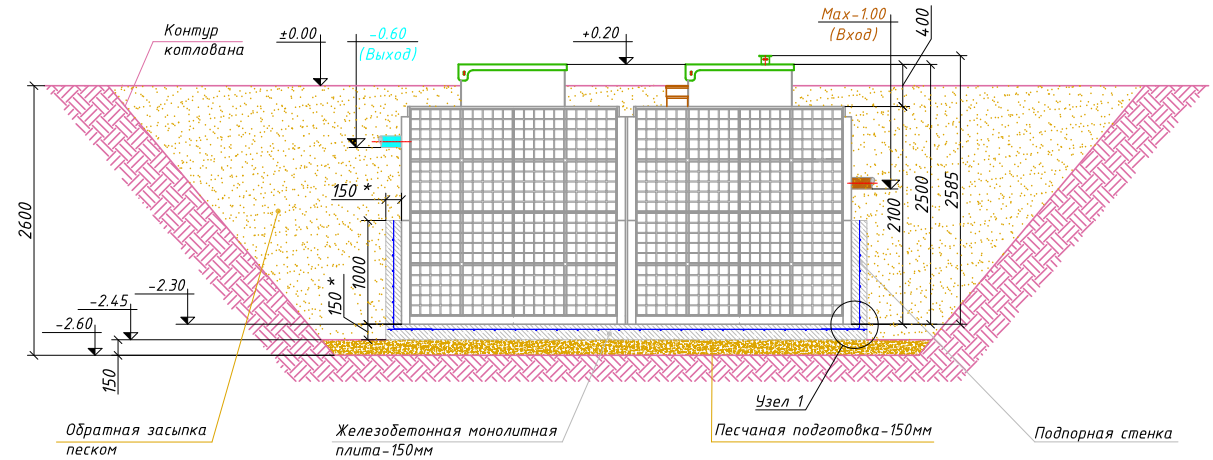 Контур
котлована
±0.00
-0.60
(Выход)
+0.20
Max-1.00
(Вход)
400
2600
150 *
1000
150 *
2100
2500
2585
-2.30
-2.45
-2.60
150
Узел 1
Обратная засыпка
песком
Железобетонная монолитная
плита-150мм
Песчаная подготовка-150мм
Подпорная стенка